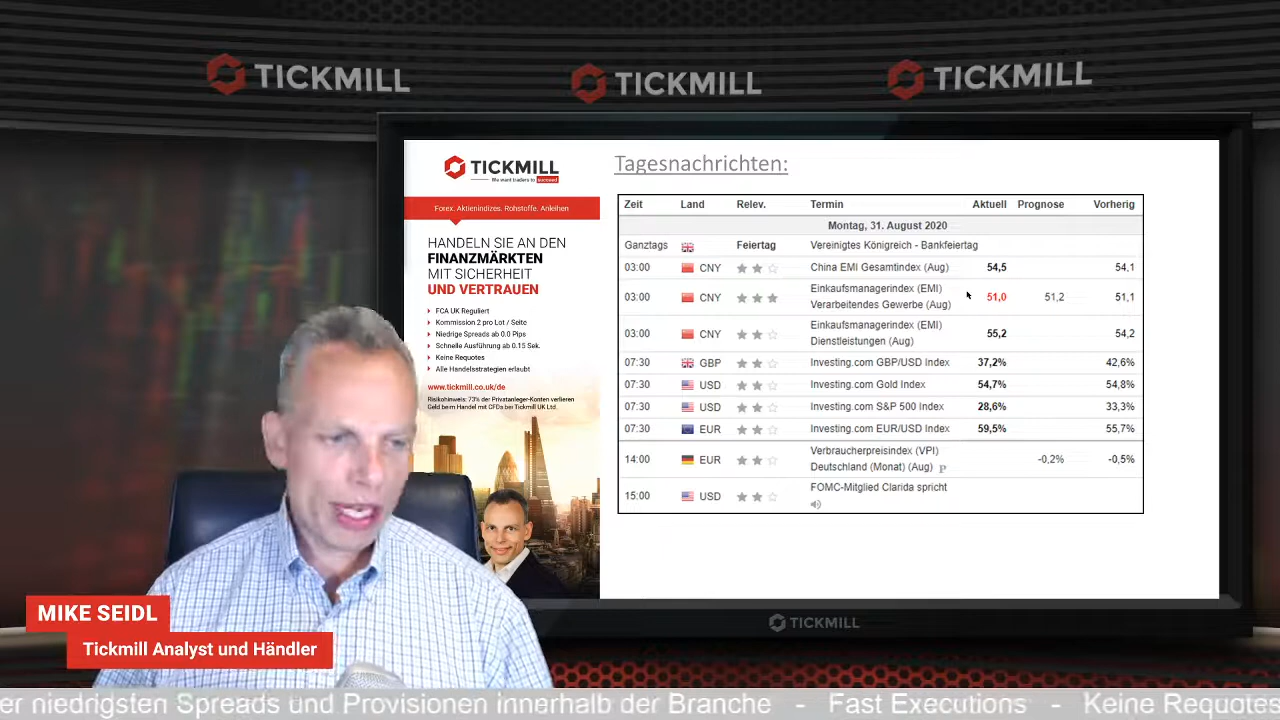 TICKMILL
TICKMILL
TICKMILL
TICKMILL
We want traders to succeed
Forex. Aktienindizes. Rohstoffe. Anleihen
HANDELN SIE AN DEN
FINANZMÄRKTEN
MIT SICHERHEIT
UND VERTRAUEN
FCA UK Reguliert
Kommission 2 pro Lot / Seite
Niedrige Spreads ab 0.0 Pips
Schnelle Ausführung ab 0.15 Sek.
Keine Requotes
Alle Handelsstrategien erlaubt
www.tickmill.co.uk/de
Risikohinweis: 73% der Privatanleger-Konten verlieren
Geld beim Handel mit CFDs bei Tickmill UK Ltd.
Tagesnachrichten:
Zeit Land Relev. Termin Aktuell Prognose Vorherig
Montag, 31. August 2020
Ganztags Feiertag Vereinigtes Königreich - Bankfeiertag
03:00 CNY China EMI Gesamtindex (Aug) 54,5 54,1
03:00 CNY Einkaufsmanagerindex (EMI) 51,0 51,2 51,1
Verarbeitendes Gewerbe (Aug)
03:00 CNY Einkaufsmanagerindex (EMI) 55,2 54,2
Dienstleistungen (Aug)
07:30 GBP Investing.com GBP/USD Index 37,2% 42,6%
07:30 USD Investing.com Gold Index 54,7% 54,8%
07:30 USD Investing.com S&P 500 Index 28,6% 33,3%
07:30 EUR Investing.com EUR/USD Index 59,5% 55,7%
14:00 EUR Verbraucherpreisindex (VPI) -0,2% -0,5%
Deutschland (Monat) (Aug) P
15:00 USD FOMC-Mitglied Clarida spricht
TICKMILL
MIKE SEIDL
Tickmill Analyst und Händler
er niedrigsten Spreads und Provisionen innerhalb der Branche - Fast Executions - Keine Requotes